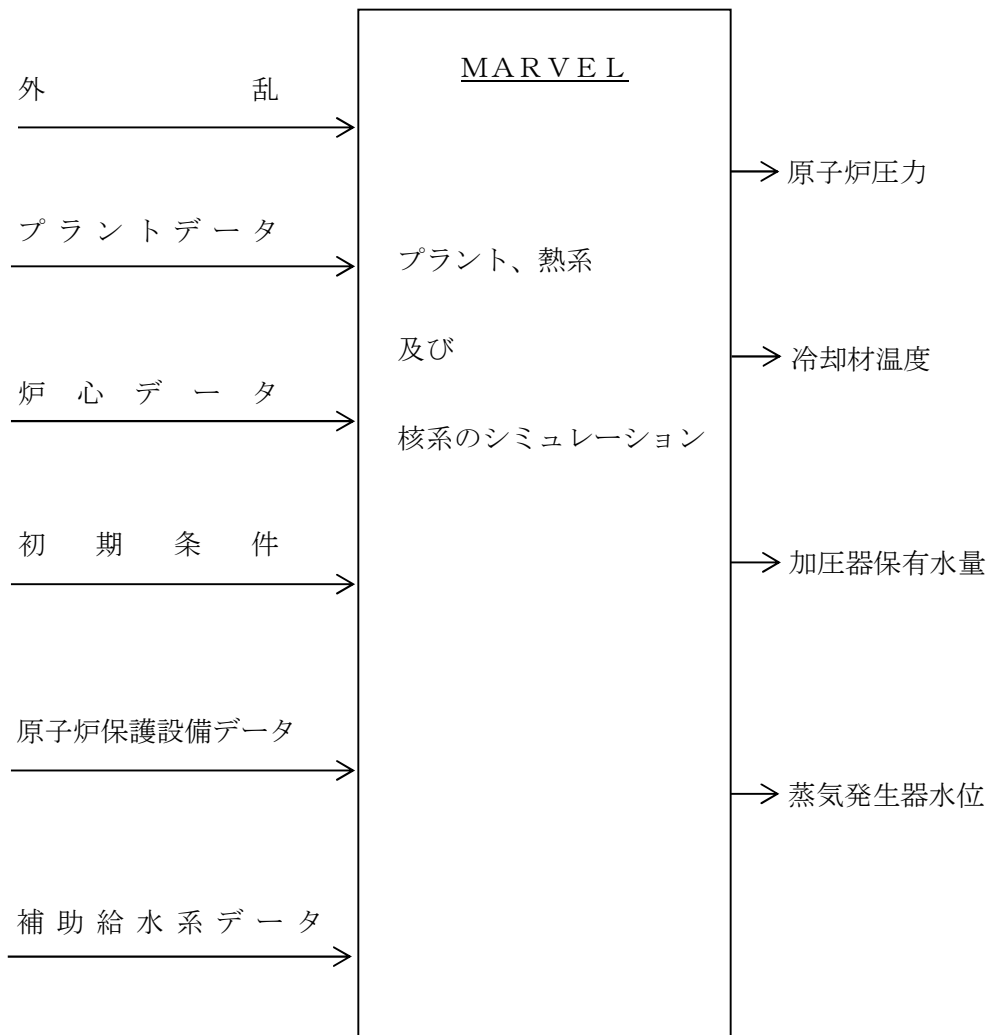 外乱
プラントデータ
炉心データ
初期条件
原子炉保護設備データ
補助給水系データ
ＭＡＲＶＥＬ
プラント、熱系
及び
核系のシミュレーション
原子炉圧力
冷却材温度
加圧器保有水量
蒸気発生器水位